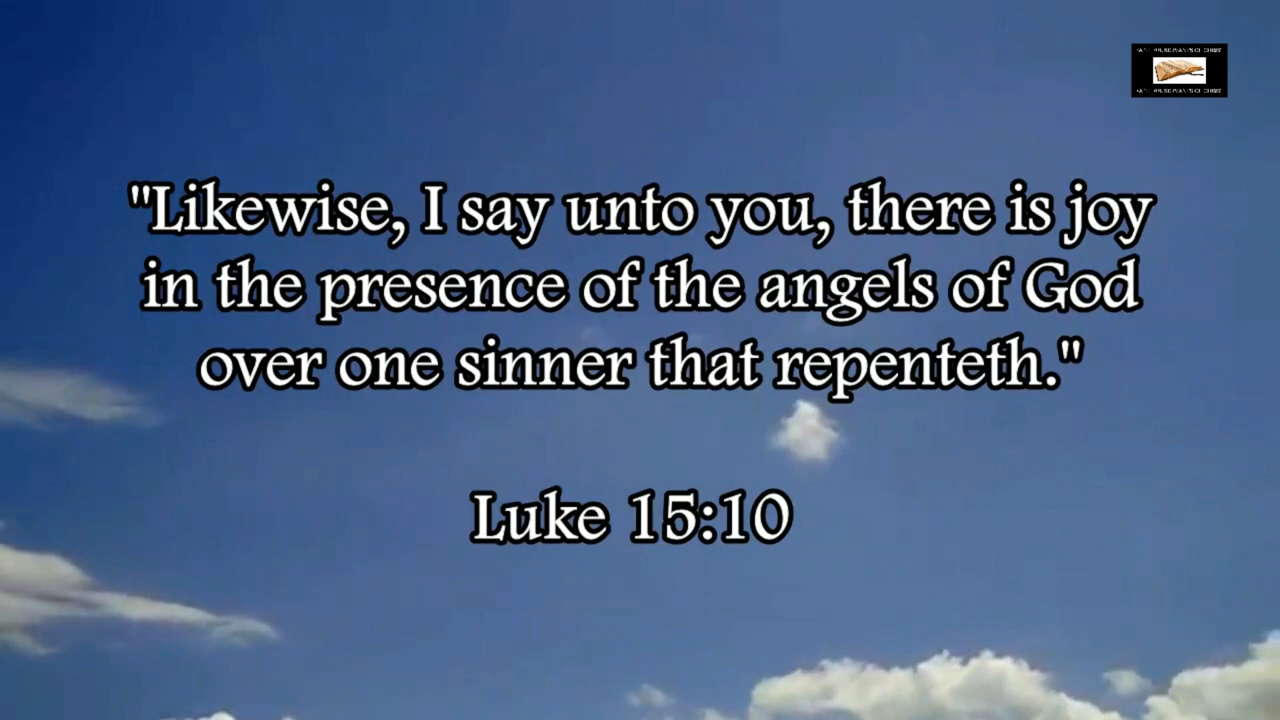 "Likewise, I say unto you, there is joy
in the presence of the angels of God
over one sinner that repenteth."
Luke 15:10